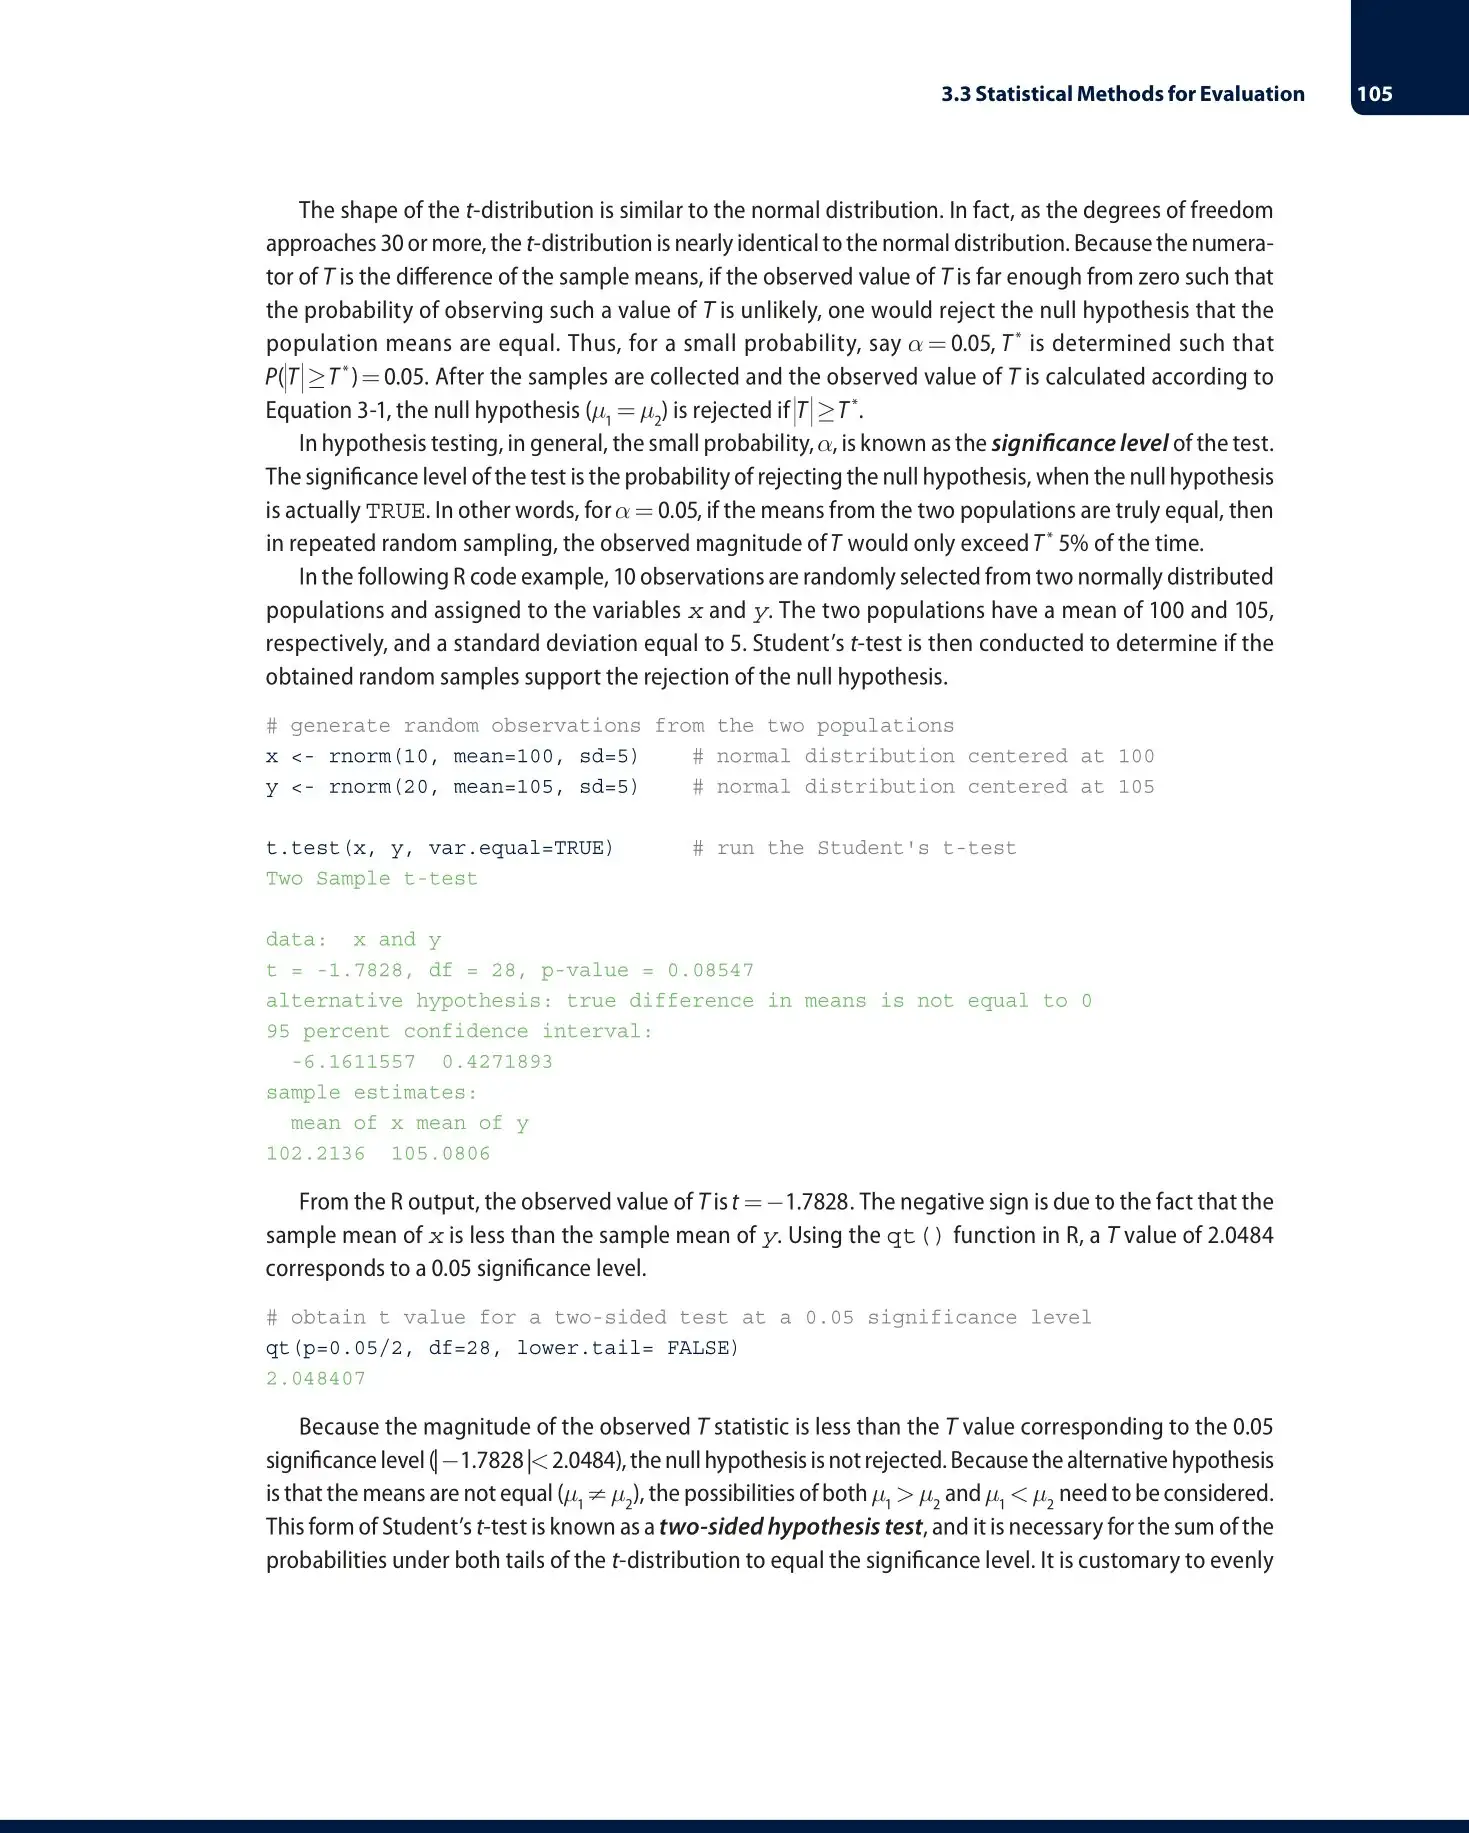 3.3 Statistical Methods for Evaluation 105
The shape of the t-distribution is similar to the normal distribution. In fact, as the degrees of freedom
approaches 30 or more, the t-distribution is nearly identical to the normal distribution. Because the numera-
tor of T is the difference of the sample means, if the observed value of T is far enough from zero such that
the probability of observing such a value of T is unlikely, one would reject the null hypothesis that the
population means are equal. Thus, for a small probability, say α = 0.05, T* is determined such that
P(|T| ≥ T*) = 0.05. After the samples are collected and the observed value of T is calculated according to
Equation 3-1, the null hypothesis (μ₁ = μ₂) is rejected if |T| ≥ T*.
In hypothesis testing, in general, the small probability, α, is known as the significance level of the test.
The significance level of the test is the probability of rejecting the null hypothesis, when the null hypothesis
is actually TRUE. In other words, for α = 0.05, if the means from the two populations are truly equal, then
in repeated random sampling, the observed magnitude of T would only exceed T* 5% of the time.
In the following R code example, 10 observations are randomly selected from two normally distributed
populations and assigned to the variables x and y. The two populations have a mean of 100 and 105,
respectively, and a standard deviation equal to 5. Student's t-test is then conducted to determine if the
obtained random samples support the rejection of the null hypothesis.
# generate random observations from the two populations
x <- rnorm(10, mean=100, sd=5) # normal distribution centered at 100
y <- rnorm(20, mean=105, sd=5) # normal distribution centered at 105
t.test(x, y, var.equal=TRUE) # run the Student's t-test
Two Sample t-test
data: x and y
t = -1.7828, df = 28, p-value = 0.08547
alternative hypothesis: true difference in means is not equal to 0
95 percent confidence interval:
-6.1611557 0.4271893
sample estimates:
mean of x mean of y
102.2136 105.0806
From the R output, the observed value of T is t = −1.7828. The negative sign is due to the fact that the
sample mean of x is less than the sample mean of y. Using the qt() function in R, a T value of 2.0484
corresponds to a 0.05 significance level.
# obtain t value for a two-sided test at a 0.05 significance level
qt(p=0.05/2, df=28, lower.tail= FALSE)
2.048407
Because the magnitude of the observed T statistic is less than the T value corresponding to the 0.05
significance level (|−1.7828| < 2.0484), the null hypothesis is not rejected. Because the alternative hypothesis
is that the means are not equal (μ₁ ≠ μ₂), the possibilities of both μ₁ > μ₂ and μ₁ < μ₂ need to be considered.
This form of Student's t-test is known as a two-sided hypothesis test, and it is necessary for the sum of the
probabilities under both tails of the t-distribution to equal the significance level. It is customary to evenly